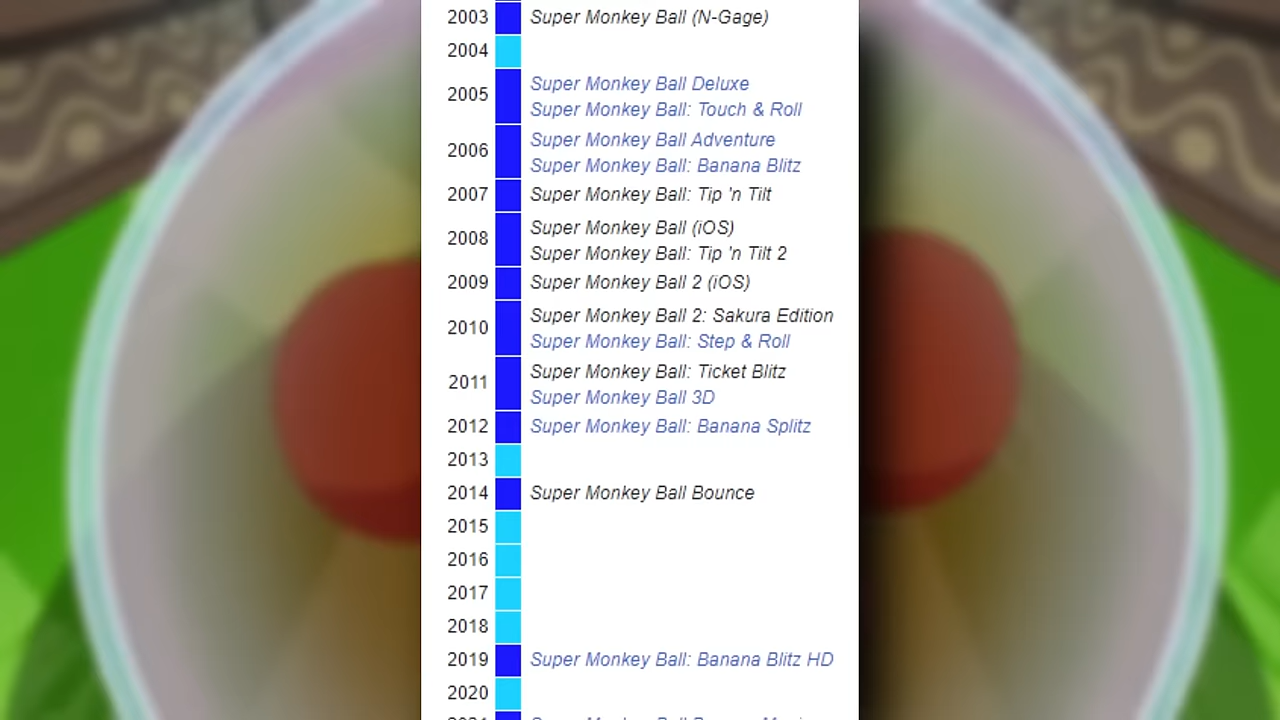 2003 Super Monkey Ball (N-Gage)
2004
2005 Super Monkey Ball Deluxe
Super Monkey Ball: Touch & Roll
2006 Super Monkey Ball Adventure
Super Monkey Ball: Banana Blitz
2007 Super Monkey Ball: Tip 'n Tilt
2008 Super Monkey Ball (iOS)
Super Monkey Ball: Tip 'n Tilt 2
2009 Super Monkey Ball 2 (iOS)
2010 Super Monkey Ball 2: Sakura Edition
Super Monkey Ball: Step & Roll
2011 Super Monkey Ball: Ticket Blitz
Super Monkey Ball 3D
2012 Super Monkey Ball: Banana Splitz
2013
2014 Super Monkey Ball Bounce
2015
2016
2017
2018
2019 Super Monkey Ball: Banana Blitz HD
2020